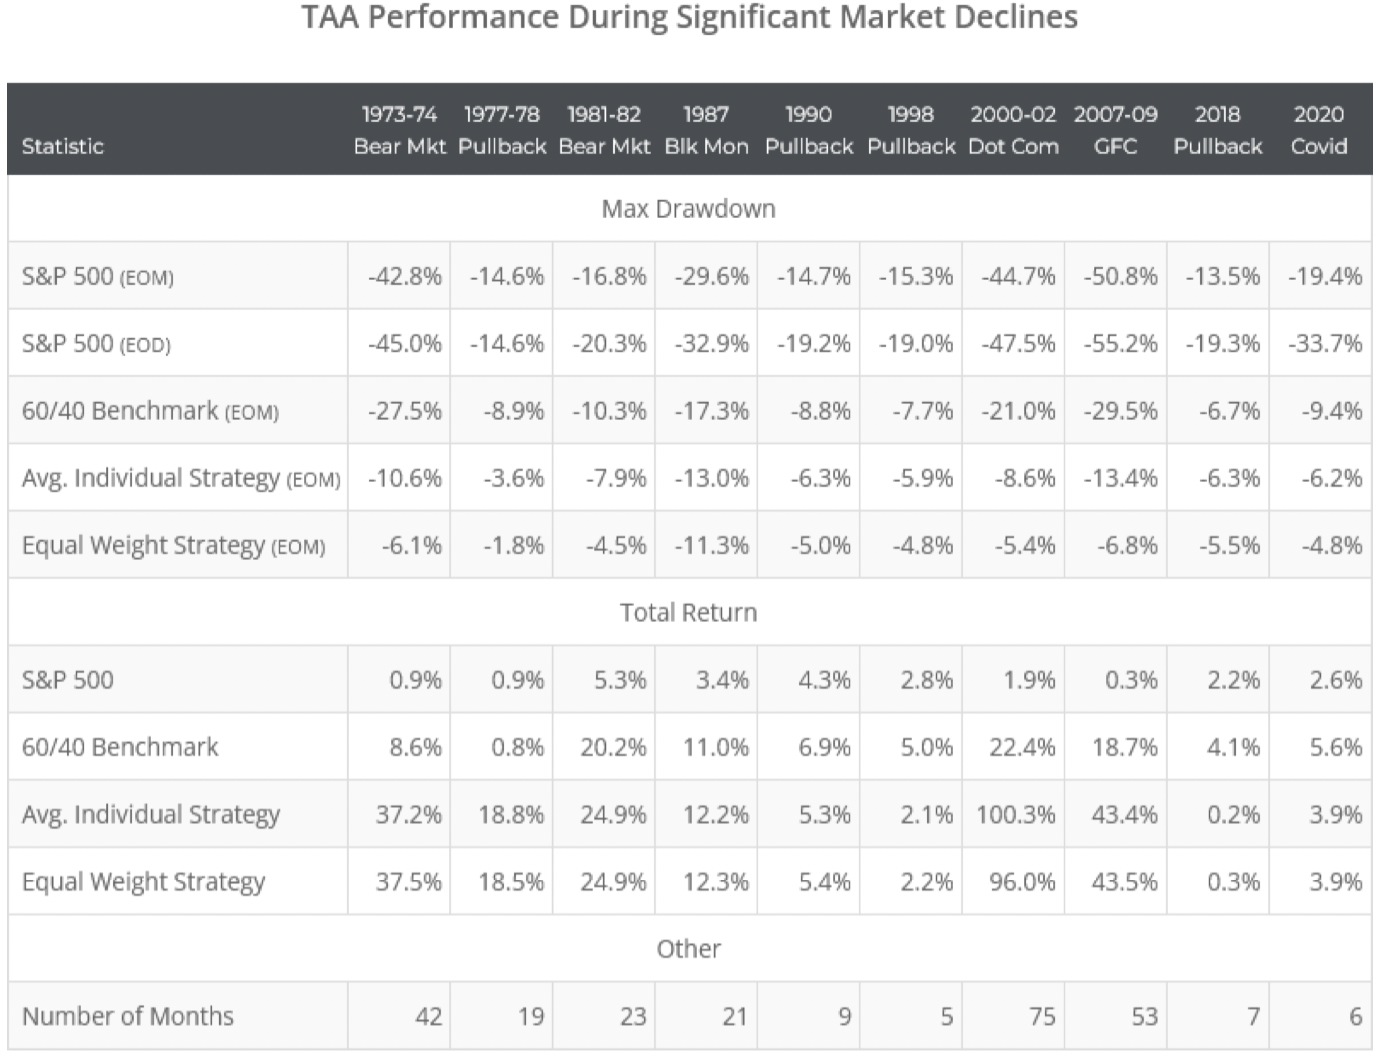 TAA Performance During Significant Market Declines
1973-74 1977-78 1981-82 1987 1990 1998 2000-02 2007-09 2018 2020
Statistic Bear Mkt Pullback Bear Mkt Blk Mon Pullback Pullback Dot Com GFC Pullback Covid
Max Drawdown
S&P 500 (EOM) -42.8% -14.6% -16.8% -29.6% -14.7% -15.3% -44.7% -50.8% -13.5% -19.4%
S&P 500 (EOD) -45.0% -14.6% -20.3% -32.9% -19.2% -19.0% -47.5% -55.2% -19.3% -33.7%
60/40 Benchmark (EOM) -27.5% -8.9% -10.3% -17.3% -8.8% -7.7% -21.0% -29.5% -6.7% -9.4%
Avg. Individual Strategy (EOM) -10.6% -3.6% -7.9% -13.0% -6.3% -5.9% -8.6% -13.4% -6.3% -6.2%
Equal Weight Strategy (EOM) -6.1% -1.8% -4.5% -11.3% -5.0% -4.8% -5.4% -6.8% -5.5% -4.8%
Total Return
S&P 500 0.9% 0.9% 5.3% 3.4% 4.3% 2.8% 1.9% 0.3% 2.2% 2.6%
60/40 Benchmark 8.6% 0.8% 20.2% 11.0% 6.9% 5.0% 22.4% 18.7% 4.1% 5.6%
Avg. Individual Strategy 37.2% 18.8% 24.9% 12.2% 5.3% 2.1% 100.3% 43.4% 0.2% 3.9%
Equal Weight Strategy 37.5% 18.5% 24.9% 12.3% 5.4% 2.2% 96.0% 43.5% 0.3% 3.9%
Other
Number of Months 42 19 23 21 9 5 75 53 7 6